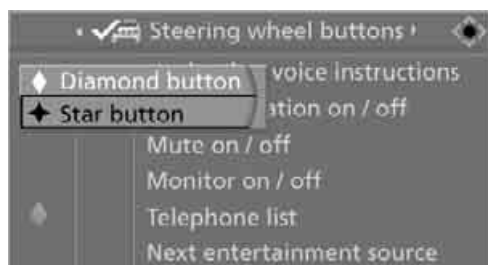 Steering wheel buttons
Diamond button
voice instructions
Star button
ation on / off
Mute on / off
Monitor on / off
Telephone list
Next entertainment source